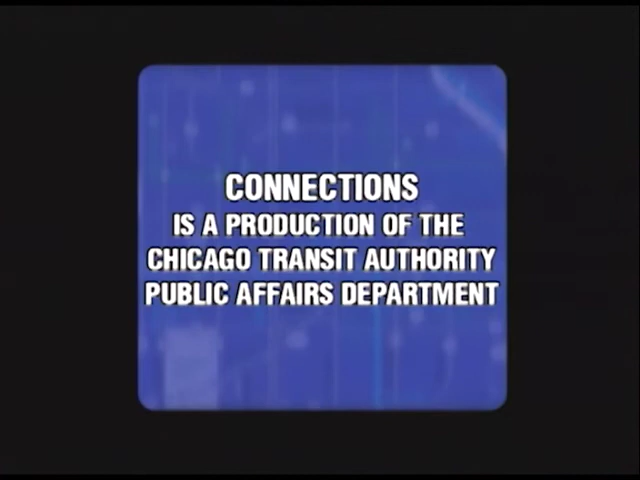 CONNECTIONS
IS A PRODUCTION OF THE
CHICAGO TRANSIT AUTHORITY
PUBLIC AFFAIRS DEPARTMENT